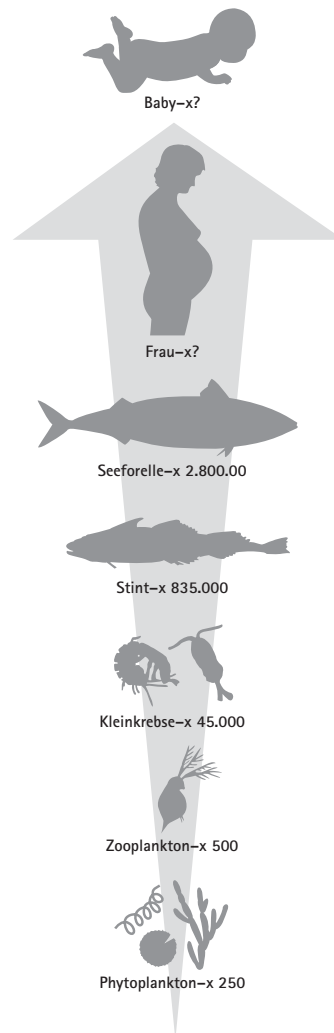 Baby–x?
Frau–x?
Seeforelle–x 2.800.00
Stint–x 835.000
Kleinkrebse–x 45.000
Zooplankton–x 500
Phytoplankton–x 250